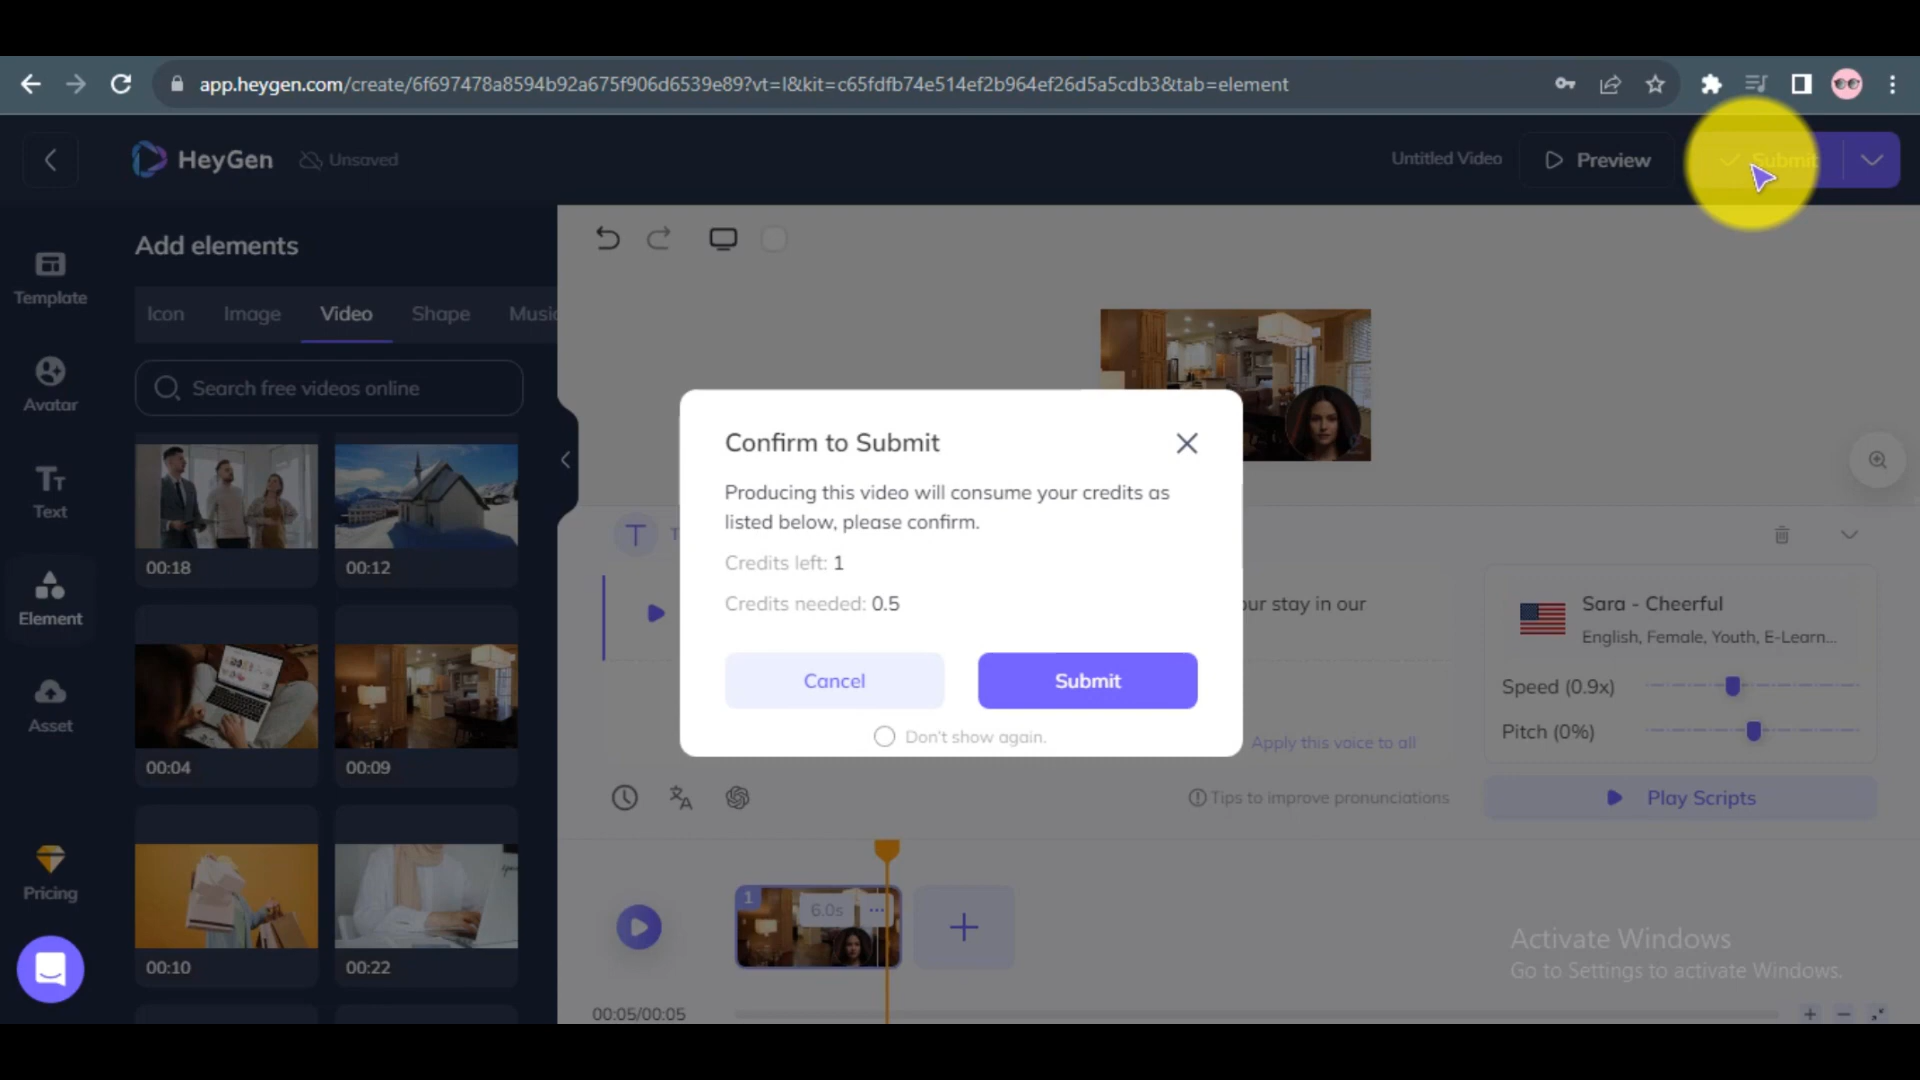 app.heygen.com/create/6f697478a8594b92a675f906d6539e89?vt=l&kit=c65fdfb74e514ef2b964ef26d5a5cdb3&tab=element
HeyGen
Unsaved
Untitled Video
Preview
Submit
Template
Avatar
Text
Element
Asset
Pricing
Add elements
Icon Image Video Shape Music
Search free videos online
00:18
00:12
00:04
00:09
00:10
00:22
Confirm to Submit
Producing this video will consume your credits as
listed below, please confirm.
Credits left: 1
Credits needed: 0.5
Cancel
Submit
Don't show again.
T
T
our stay in our
Apply this voice to all
Sara - Cheerful
English, Female, Youth, E-Learn...
Speed (0.9x)
Pitch (0%)
Tips to improve pronunciations
Play Scripts
1
6.0s
00:05/00:05
Activate Windows
Go to Settings to activate Windows.